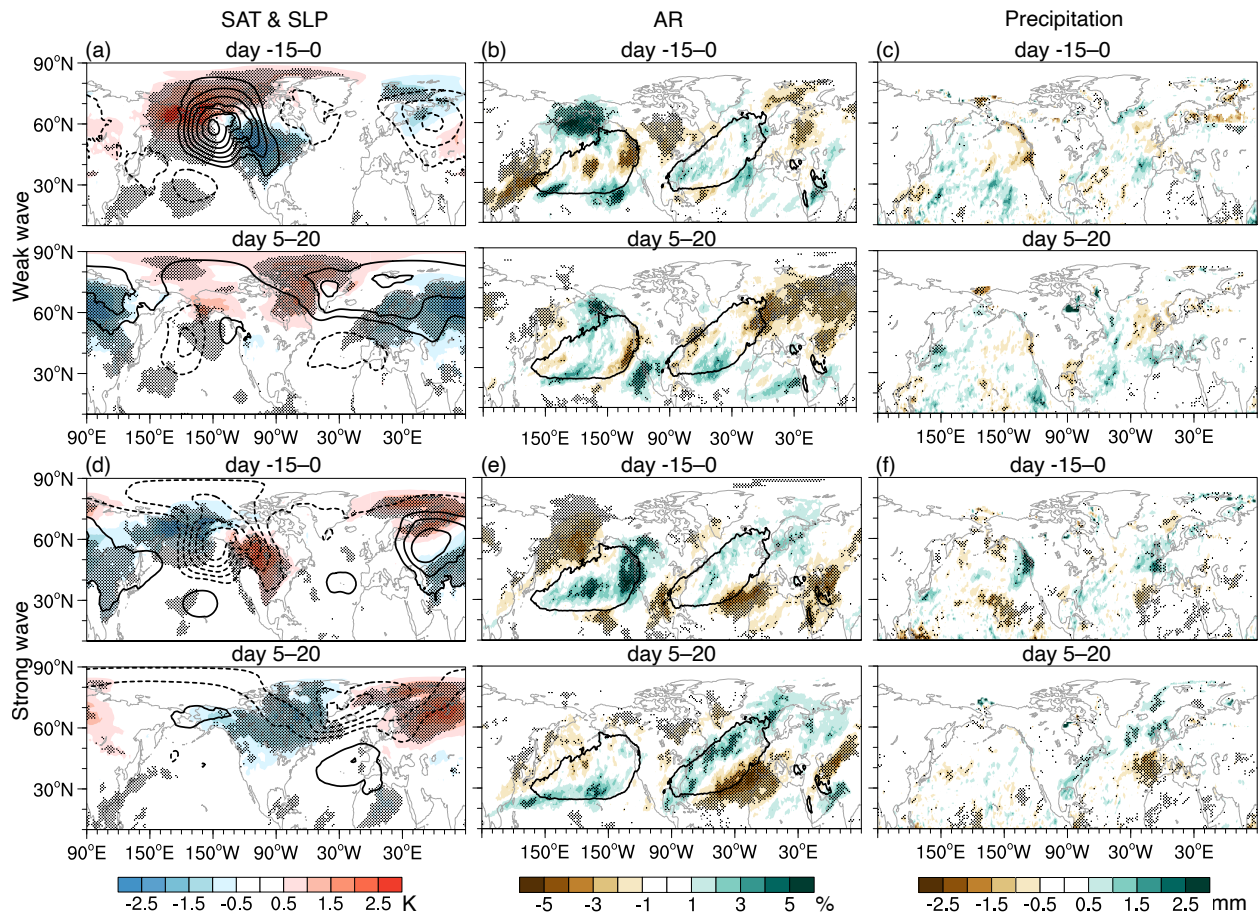 SAT & SLP AR Precipitation
(a) day -15–0 (b) day -15–0 (c) day -15–0
90°N
60°N
30°N
Weak wave
day 5–20 day 5–20 day 5–20
90°N
60°N
30°N
90°E 150°E 150°W 90°W 30°W 30°E 150°E 150°W 90°W 30°W 30°E 150°E 150°W 90°W 30°W 30°E
(d) day -15–0 (e) day -15–0 (f) day -15–0
90°N
60°N
30°N
Strong wave
day 5–20 day 5–20 day 5–20
90°N
60°N
30°N
90°E 150°E 150°W 90°W 30°W 30°E 150°E 150°W 90°W 30°W 30°E 150°E 150°W 90°W 30°W 30°E
-2.5 -1.5 -0.5 0.5 1.5 2.5 K -5 -3 -1 1 3 5 % -2.5 -1.5 -0.5 0.5 1.5 2.5 mm